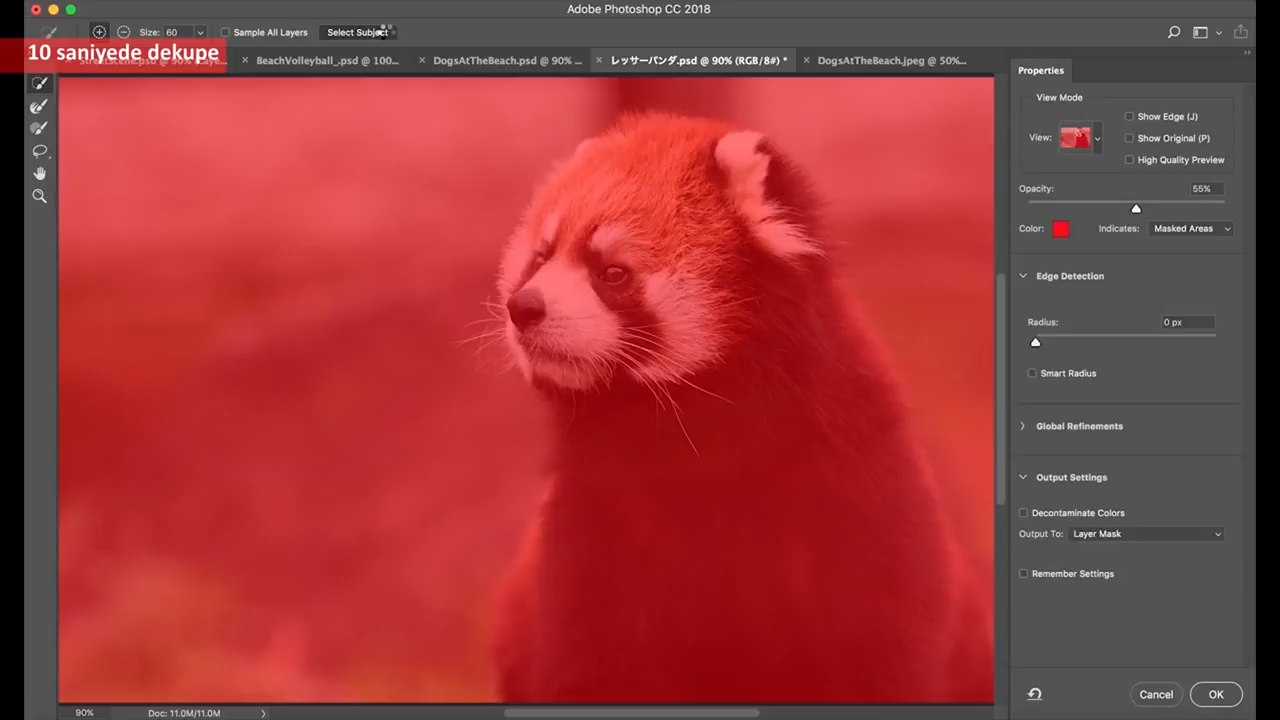 Adobe Photoshop CC 2018
Size: 60
Sample All Layers
Select Subject
10 saniyede dekupe
BeachVolleyball_.psd @ 100...
DogsAtTheBeach.psd @ 90% ...
レッサーパンダ.psd @ 90% (RGB/8#) *
DogsAtTheBeach.jpeg @ 50%...
Properties
View Mode
View:
Show Edge (J)
Show Original (P)
High Quality Preview
Opacity:
55%
Color:
Indicates:
Masked Areas
Edge Detection
Radius:
0 px
Smart Radius
Global Refinements
Output Settings
Decontaminate Colors
Output To:
Layer Mask
Remember Settings
Cancel
OK
90%
Doc: 11.0M/11.0M